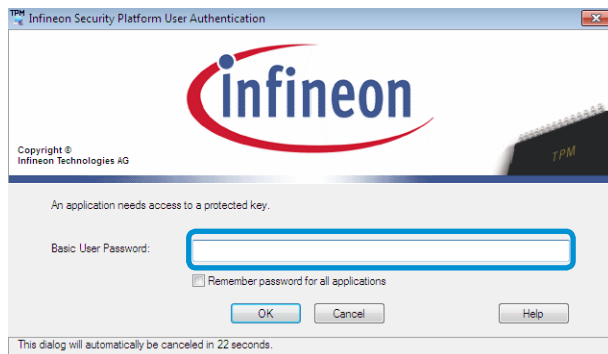 TPM
Infineon Security Platform User Authentication
infineon
Copyright ©
Infineon Technologies AG
TPM
An application needs access to a protected key.
Basic User Password:
Remember password for all applications
OK Cancel Help
This dialog will automatically be canceled in 22 seconds.